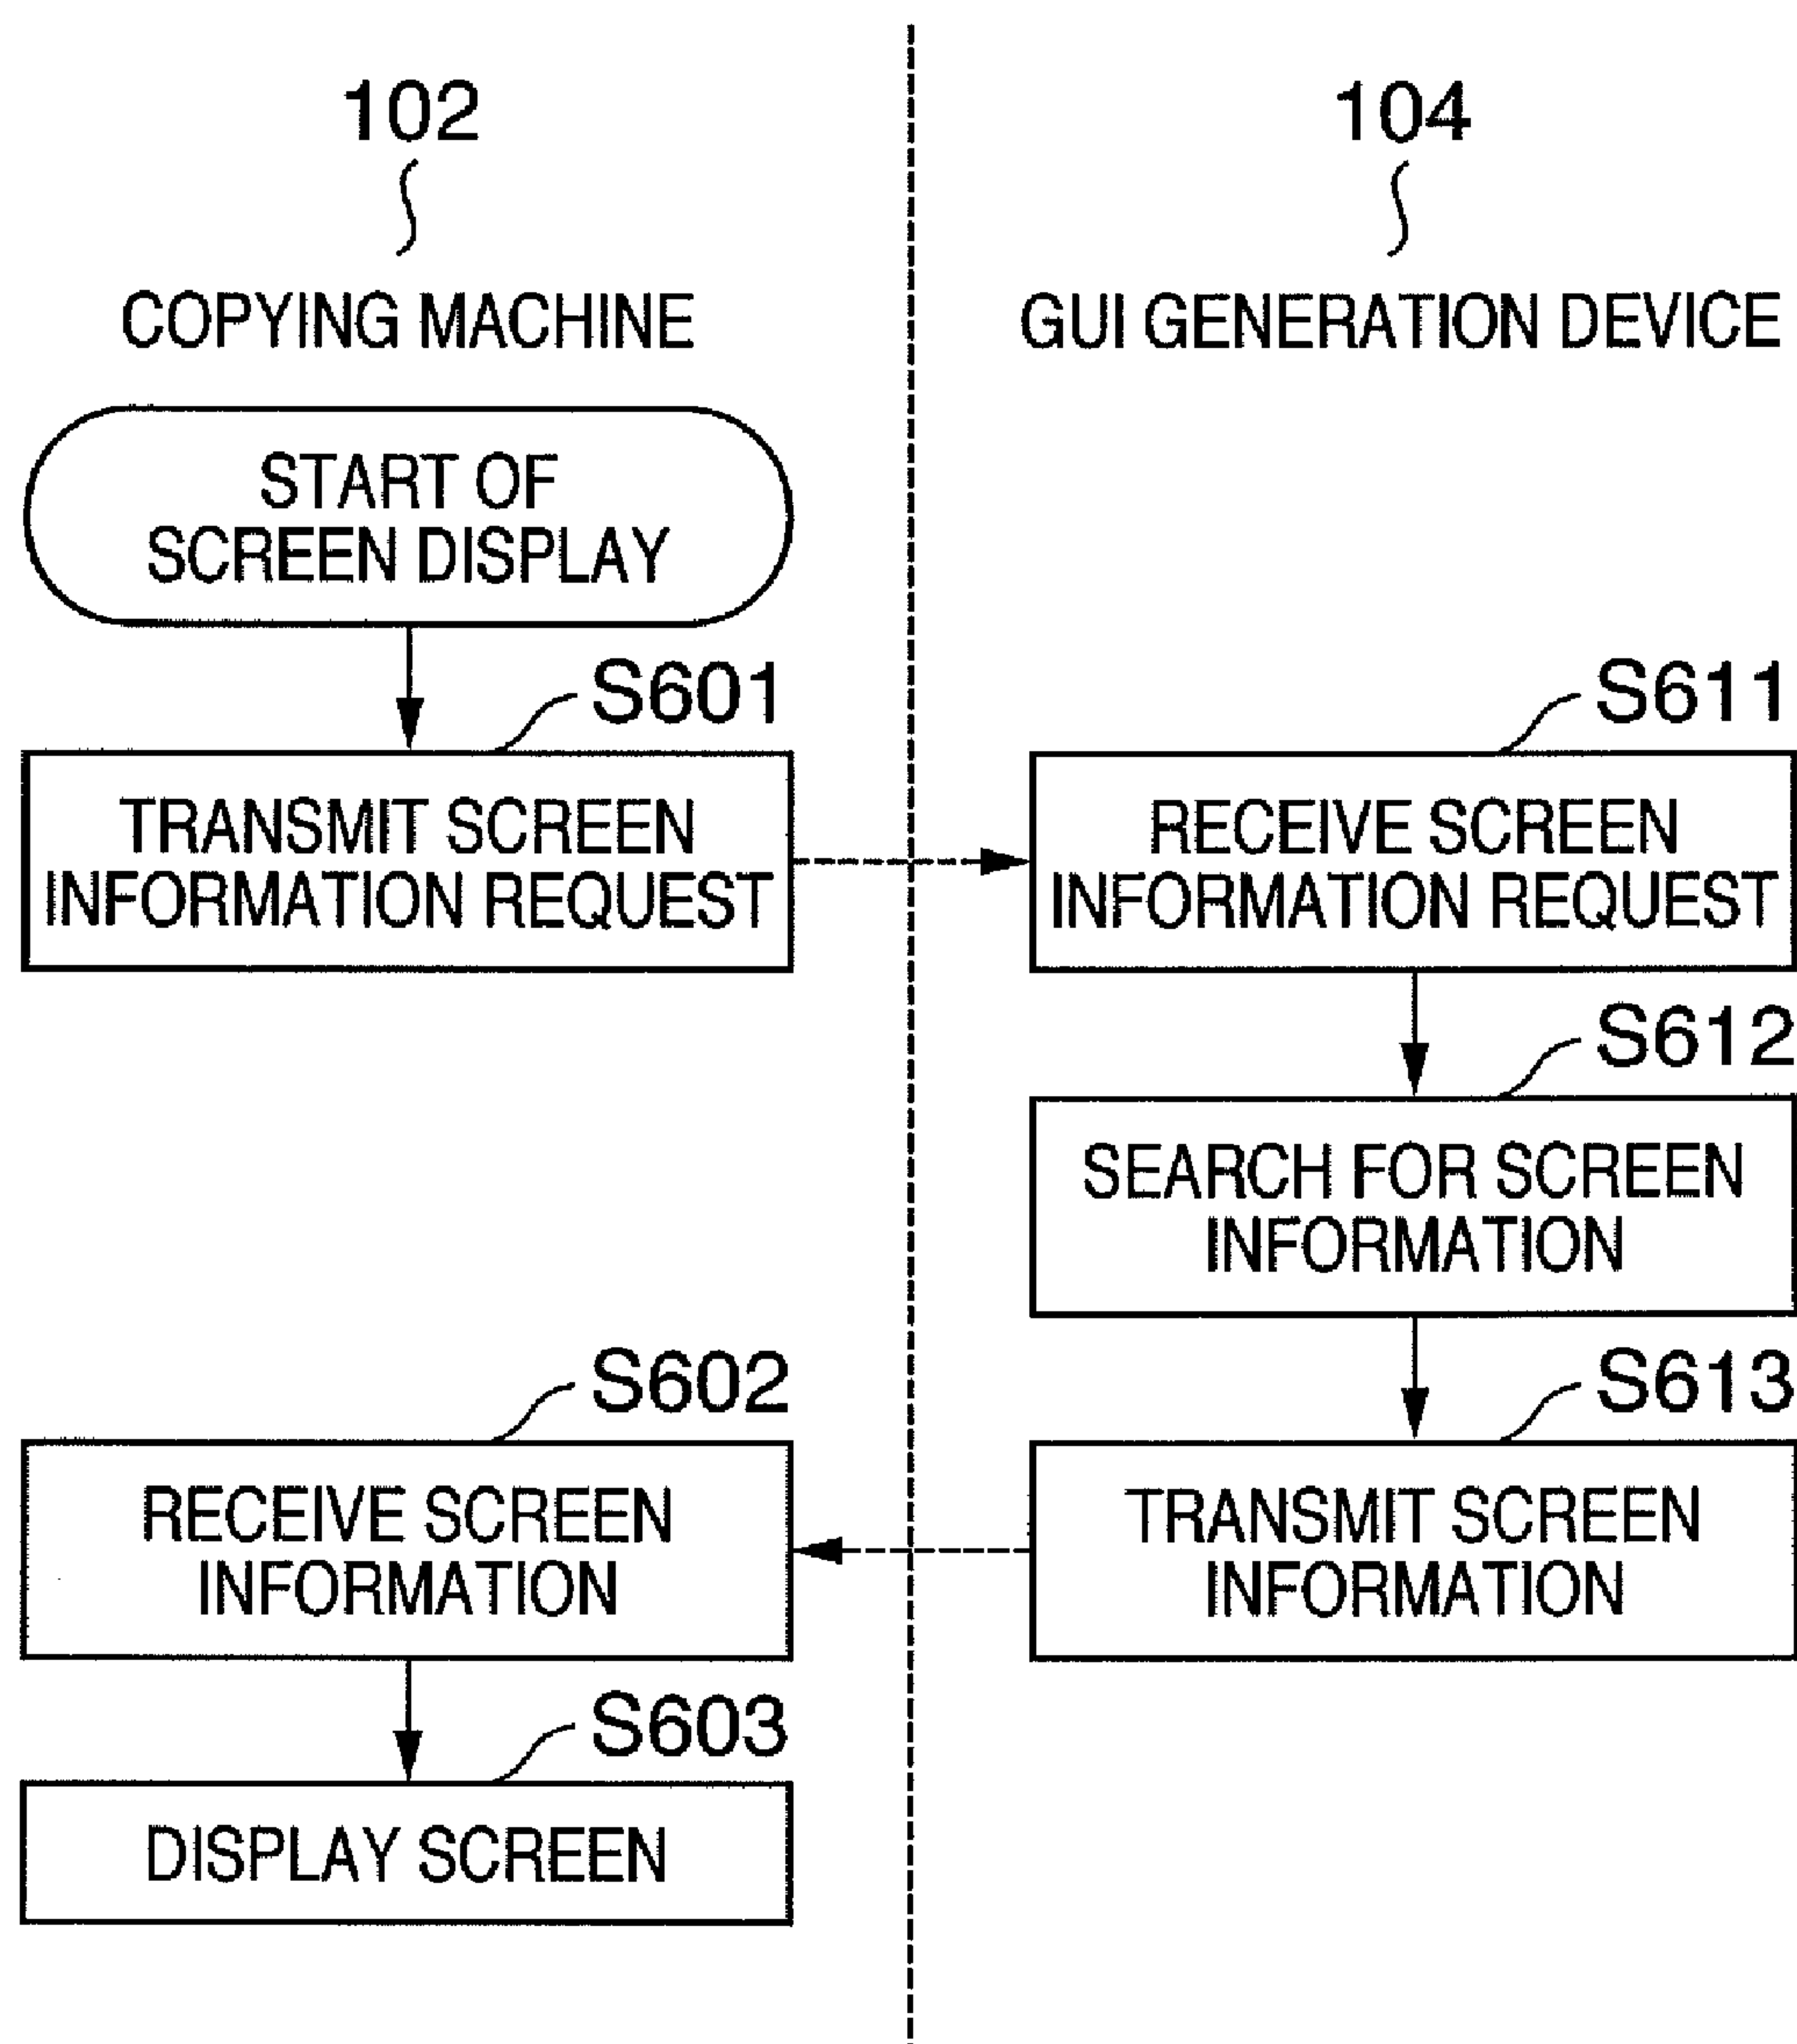 102
COPYING MACHINE
START OF
SCREEN DISPLAY
S601
TRANSMIT SCREEN
INFORMATION REQUEST
104
GUI GENERATION DEVICE
S611
RECEIVE SCREEN
INFORMATION REQUEST
S612
SEARCH FOR SCREEN
INFORMATION
S613
TRANSMIT SCREEN
INFORMATION
S602
RECEIVE SCREEN
INFORMATION
S603
DISPLAY SCREEN